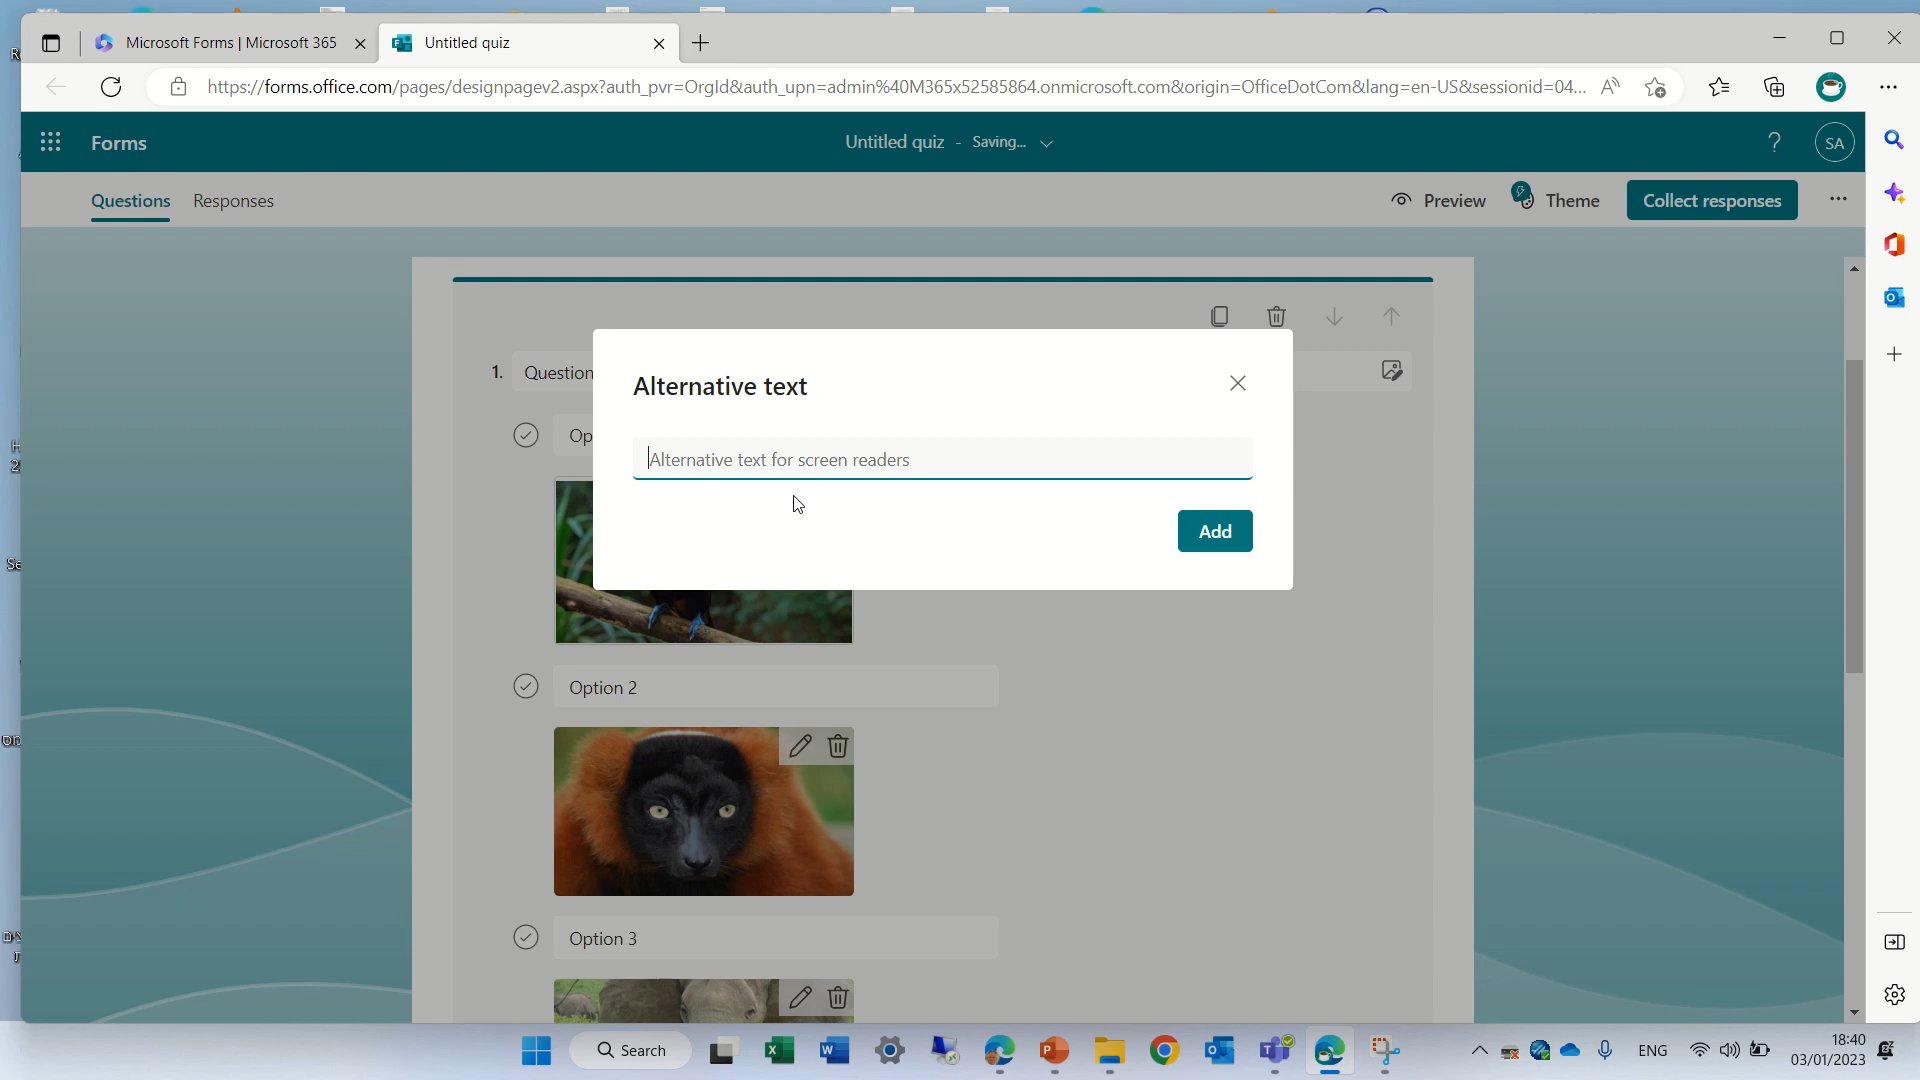 Microsoft Forms | Microsoft 365
Untitled quiz
https://forms.office.com/pages/designpagev2.aspx?auth_pvr=OrgId&auth_upn=admin%40M365x52585864.onmicrosoft.com&origin=OfficeDotCom&lang=en-US&sessionid=04...
Forms
Untitled quiz - Saving...
SA
Questions
Responses
Preview
Theme
Collect responses
1. Question
Alternative text
Op
Alternative text for screen readers
Add
Option 2
Option 3
Search
ENG
18:40
03/01/2023